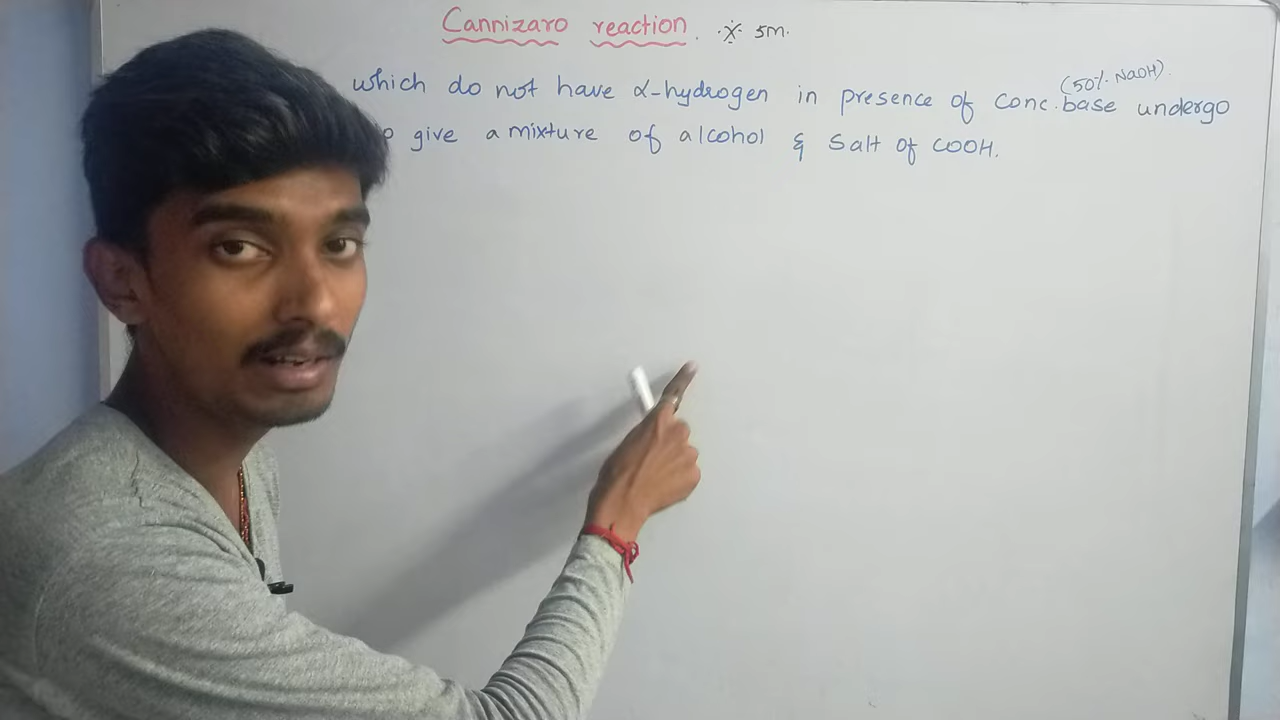 Cannizaro reaction. ·X· 5m.
(50%. NaOH).
which do not have α-hydrogen in presence of conc. base undergo
give a mixture of alcohol & Salt of COOH.